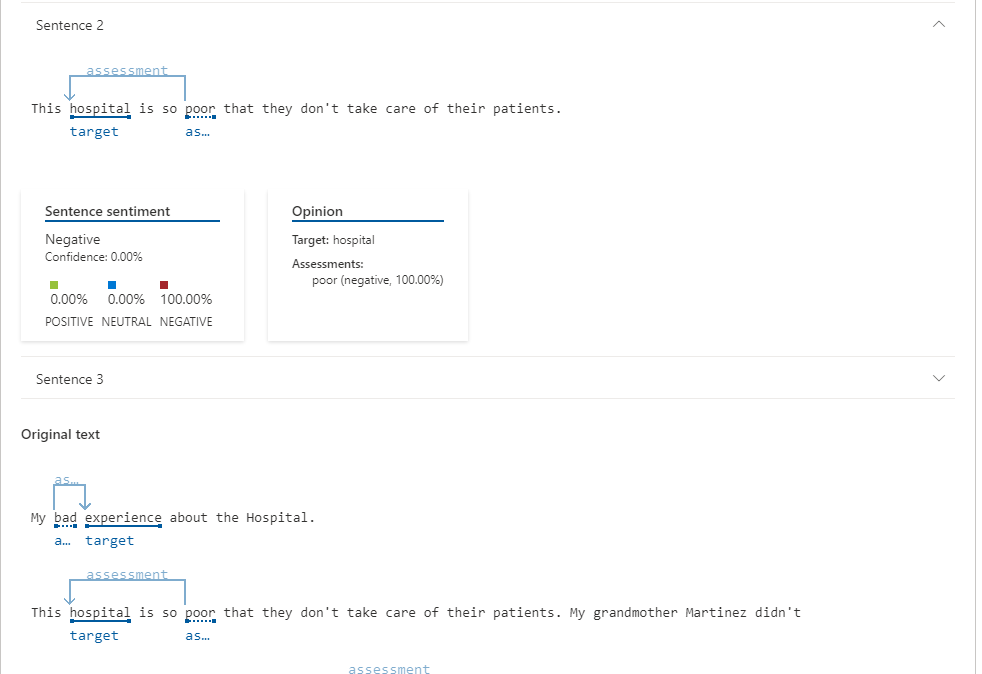 Sentence 2
assessment
This hospital is so poor that they don't take care of their patients.
target as…
Sentence sentiment
Negative
Confidence: 0.00%
0.00% 0.00% 100.00%
POSITIVE NEUTRAL NEGATIVE
Opinion
Target: hospital
Assessments:
poor (negative, 100.00%)
Sentence 3
Original text
as…
My bad experience about the Hospital.
a… target
assessment
This hospital is so poor that they don't take care of their patients. My grandmother Martinez didn't
target as…
assessment